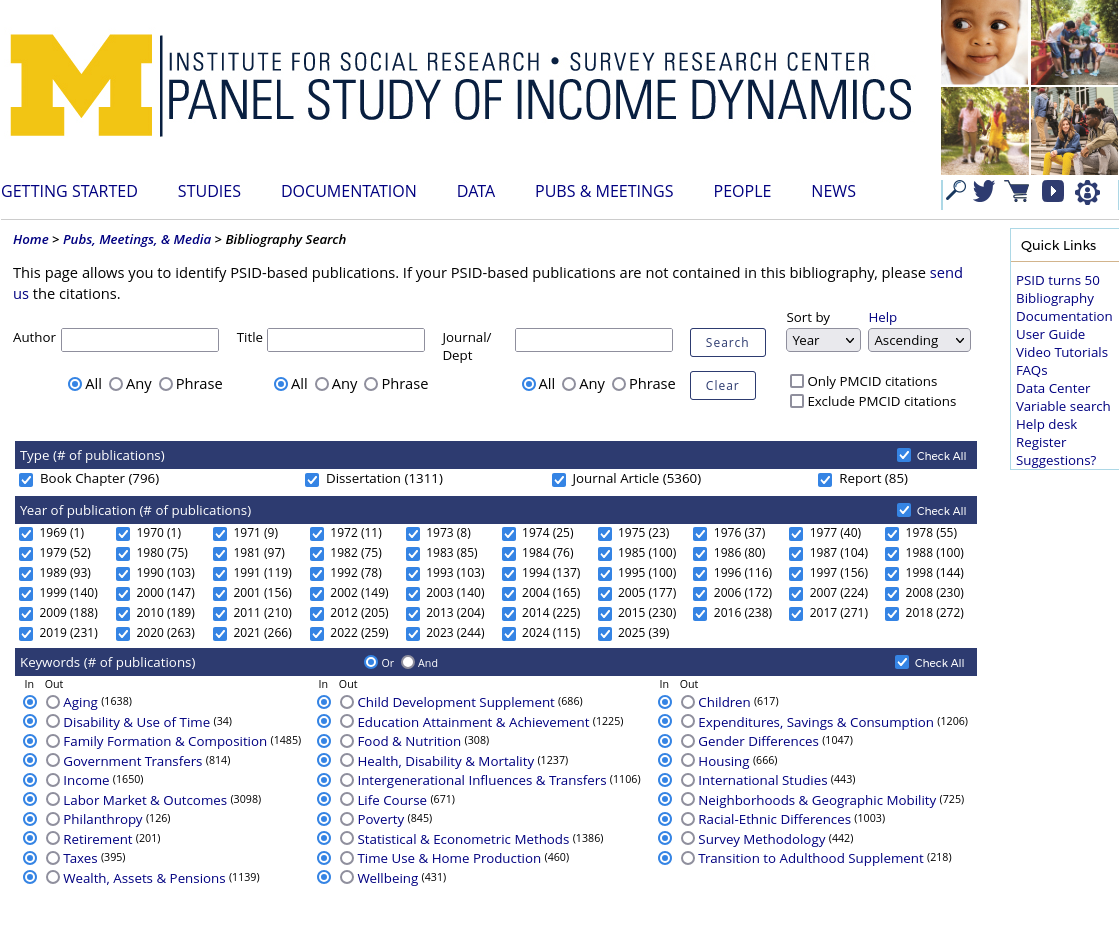 M
INSTITUTE FOR SOCIAL RESEARCH • SURVEY RESEARCH CENTER
PANEL STUDY OF INCOME DYNAMICS
GETTING STARTED STUDIES DOCUMENTATION DATA PUBS & MEETINGS PEOPLE NEWS
Home > Pubs, Meetings, & Media > Bibliography Search
This page allows you to identify PSID-based publications. If your PSID-based publications are not contained in this bibliography, please send
us the citations.
Author Title Journal/
Dept
Search
Sort by Help
Year Ascending
All Any Phrase All Any Phrase All Any Phrase
Clear
Only PMCID citations
Exclude PMCID citations
Type (# of publications) Check All
Book Chapter (796) Dissertation (1311) Journal Article (5360) Report (85)
Year of publication (# of publications) Check All
1969 (1) 1970 (1) 1971 (9) 1972 (11) 1973 (8) 1974 (25) 1975 (23) 1976 (37) 1977 (40) 1978 (55)
1979 (52) 1980 (75) 1981 (97) 1982 (75) 1983 (85) 1984 (76) 1985 (100) 1986 (80) 1987 (104) 1988 (100)
1989 (93) 1990 (103) 1991 (119) 1992 (78) 1993 (103) 1994 (137) 1995 (100) 1996 (116) 1997 (156) 1998 (144)
1999 (140) 2000 (147) 2001 (156) 2002 (149) 2003 (140) 2004 (165) 2005 (177) 2006 (172) 2007 (224) 2008 (230)
2009 (188) 2010 (189) 2011 (210) 2012 (205) 2013 (204) 2014 (225) 2015 (230) 2016 (238) 2017 (271) 2018 (272)
2019 (231) 2020 (263) 2021 (266) 2022 (259) 2023 (244) 2024 (115) 2025 (39)
Keywords (# of publications) Or And Check All
In Out In Out In Out
Aging (1638) Child Development Supplement (686) Children (617)
Disability & Use of Time (34) Education Attainment & Achievement (1225) Expenditures, Savings & Consumption (1206)
Family Formation & Composition (1485) Food & Nutrition (308) Gender Differences (1047)
Government Transfers (814) Health, Disability & Mortality (1237) Housing (666)
Income (1650) Intergenerational Influences & Transfers (1106) International Studies (443)
Labor Market & Outcomes (3098) Life Course (671) Neighborhoods & Geographic Mobility (725)
Philanthropy (126) Poverty (845) Racial-Ethnic Differences (1003)
Retirement (201) Statistical & Econometric Methods (1386) Survey Methodology (442)
Taxes (395) Time Use & Home Production (460) Transition to Adulthood Supplement (218)
Wealth, Assets & Pensions (1139) Wellbeing (431)
Quick Links
PSID turns 50
Bibliography
Documentation
User Guide
Video Tutorials
FAQs
Data Center
Variable search
Help desk
Register
Suggestions?